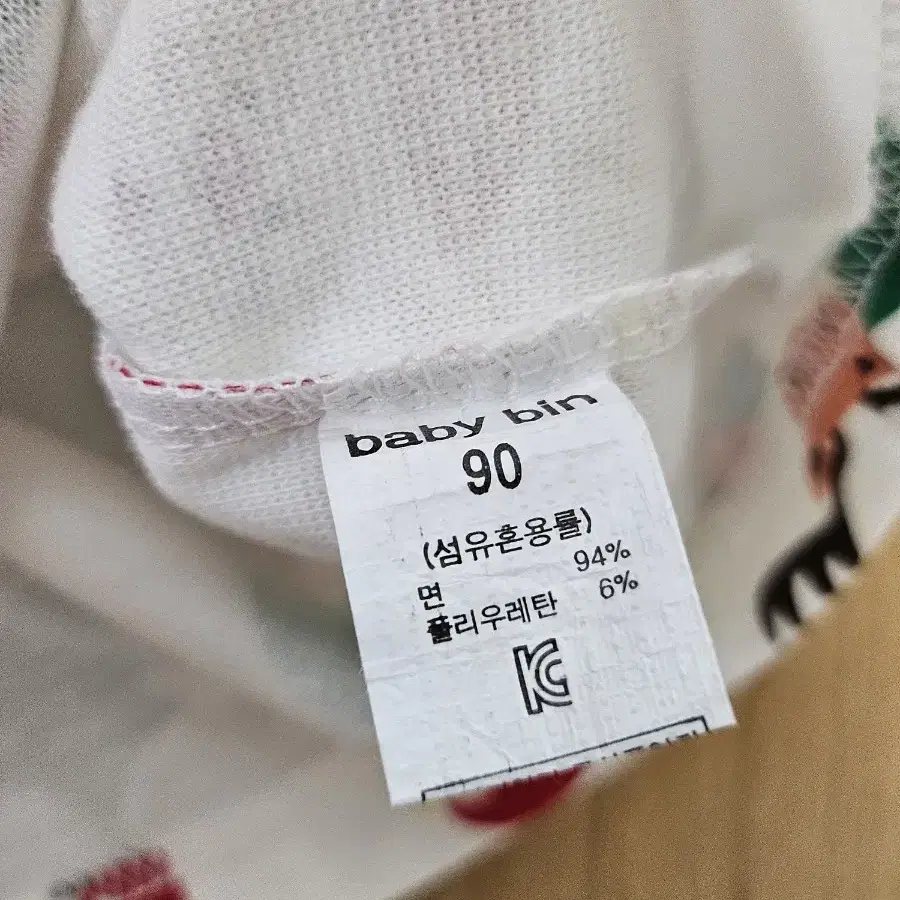 baby bin
90
(섬유혼용률)
면 94%
폴리우레탄 6%
KC